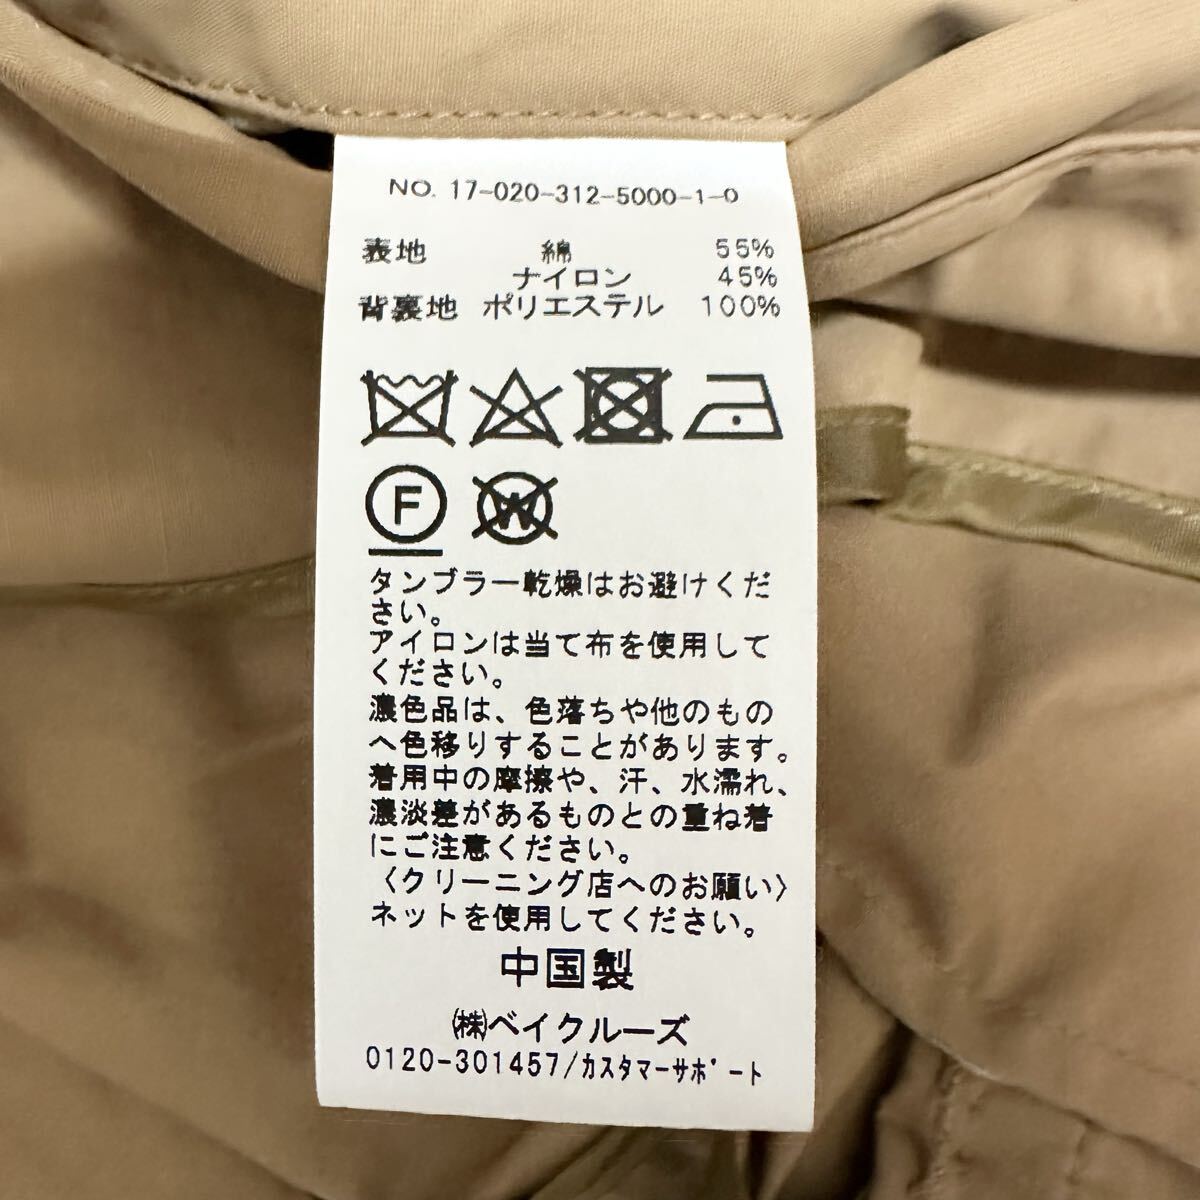 NO. 17-020-312-5000-1-0
表地 綿 55%
ナイロン 45%
背裏地 ポリエステル 100%
F W
タンブラー乾燥はお避けくだ
さい。
アイロンは当て布を使用して
ください。
濃色品は、色落ちや他のもの
へ色移りすることがあります。
着用中の摩擦や、汗、水濡れ、
濃淡差があるものとの重ね着
にご注意ください。
〈クリーニング店へのお願い〉
ネットを使用してください。
中国製
㈱ベイクルーズ
0120-301457/ｶｽﾀﾏｰｻﾎﾟｰﾄ